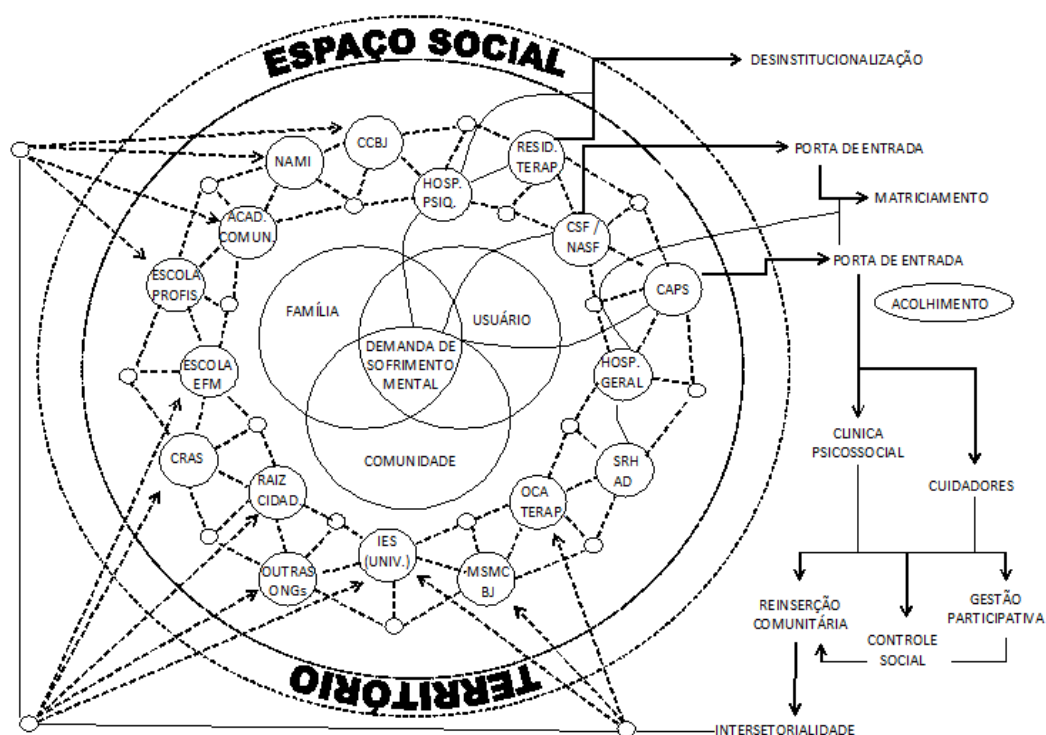 ESPAÇO SOCIAL
DESINSTITUCIONALIZAÇÃO
CCBJ
RESID.
TERAP
NAMI
PORTA DE ENTRADA
HOSP.
PSIQ.
MATRICIAMENTO
ACAD.
COMUN.
CSF /
NASF
PORTA DE ENTRADA
ESCOLA
PROFIS
CAPS
ACOLHIMENTO
FAMÍLIA
USUÁRIO
DEMANDA DE
SOFRIMENTO
MENTAL
ESCOLA
EFM
HOSP.
GERAL
CLINICA
PSICOSSOCIAL
COMUNIDADE
CRAS
SRH
AD
RAIZ
CIDAD.
OCA
TERAP
CUIDADORES
IES
(UNIV.)
OUTRAS
ONGs
MSMC
BJ
REINSERÇÃO
COMUNITÁRIA
GESTÃO
PARTICIPATIVA
CONTROLE
SOCIAL
TERRITÓRIO
INTERSETORIALIDADE